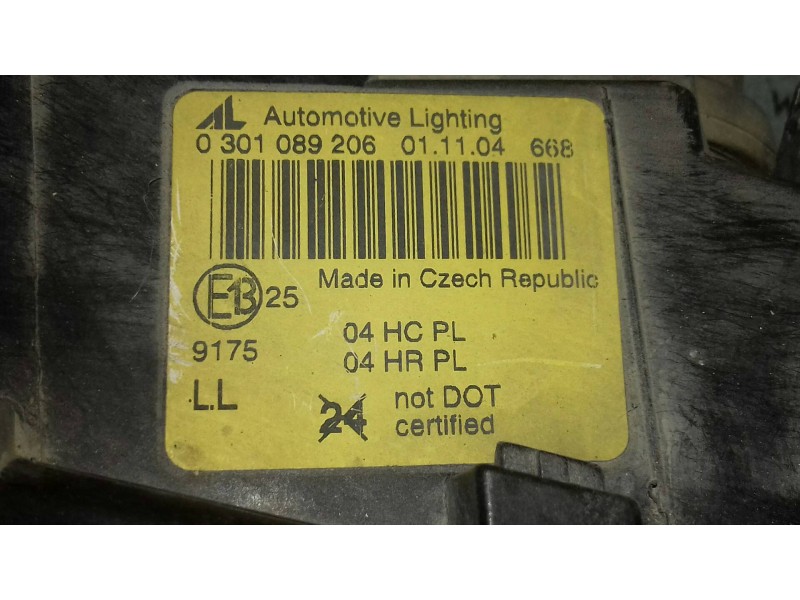 AL Automotive Lighting
0 301 089 206 01.11.04 668
Made in Czech Republic
E13 25
04 HC PL
9175
04 HR PL
LL
24 not DOT
certified